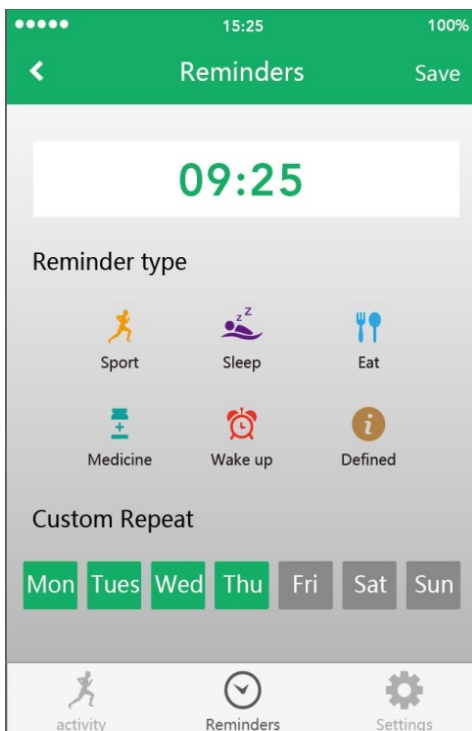 15:25 100%
Reminders Save
09:25
Reminder type
Sport Sleep Eat
Medicine Wake up Defined
Custom Repeat
Mon Tues Wed Thu Fri Sat Sun
activity Reminders Settings